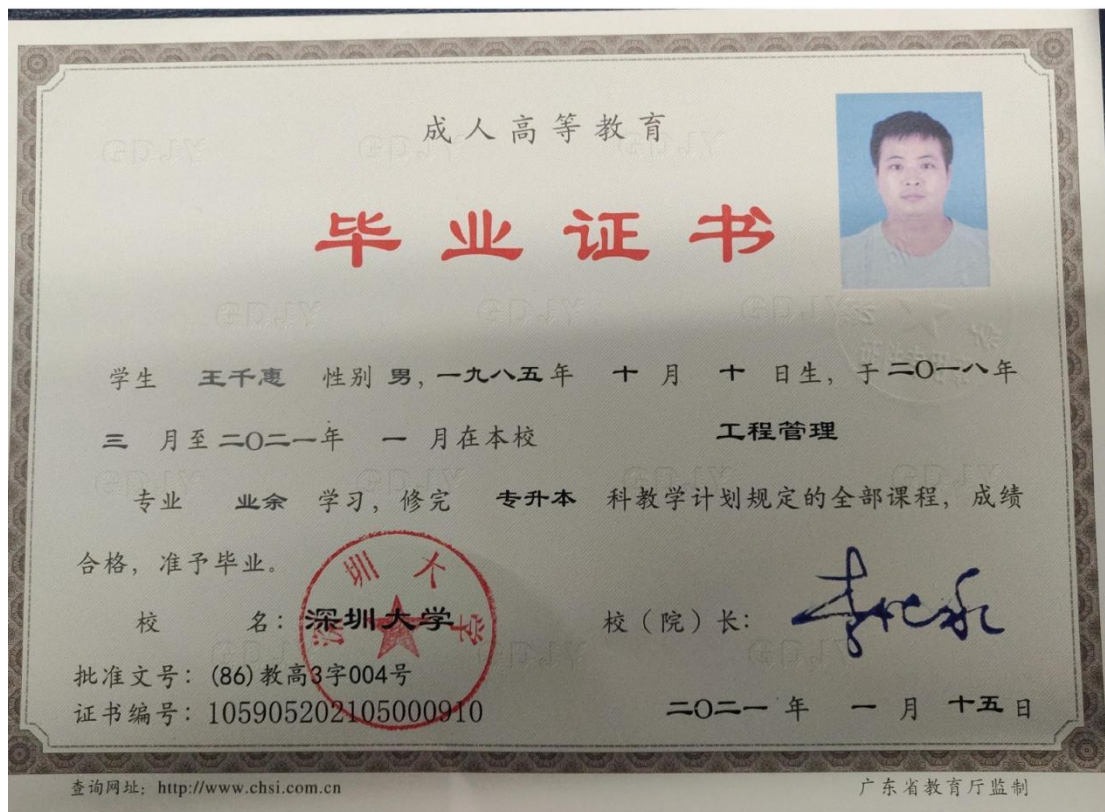 成人高等教育
毕业证书
学生 王千惠 性别 男，一九八五年 十 月 十 日生，于二〇一八年
三 月至二〇二一年 一 月在本校 工程管理
专业 业余 学习，修完 专升本 科教学计划规定的全部课程，成绩
合格，准予毕业。
校 名：深圳大学 校（院）长：
深圳大学
批准文号：(86)教高3字004号
证书编号：105905202105000910 二〇二一 年 一 月 十五 日
查询网址：http://www.chsi.com.cn 广东省教育厅监制
GDJY